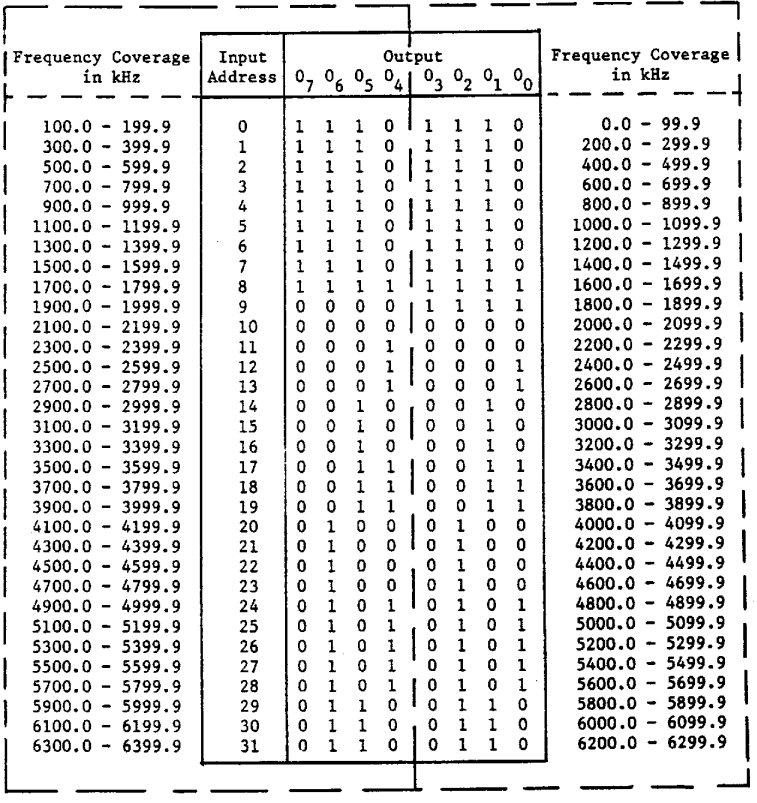 Frequency Coverage Input Output Frequency Coverage
in kHz Address O7 O6 O5 O4 O3 O2 O1 O0 in kHz
100.0 - 199.9 0 1 1 1 0 1 1 1 0 0.0 - 99.9
300.0 - 399.9 1 1 1 1 0 1 1 1 0 200.0 - 299.9
500.0 - 599.9 2 1 1 1 0 1 1 1 0 400.0 - 499.9
700.0 - 799.9 3 1 1 1 0 1 1 1 0 600.0 - 699.9
900.0 - 999.9 4 1 1 1 0 1 1 1 0 800.0 - 899.9
1100.0 - 1199.9 5 1 1 1 0 1 1 1 0 1000.0 - 1099.9
1300.0 - 1399.9 6 1 1 1 0 1 1 1 0 1200.0 - 1299.9
1500.0 - 1599.9 7 1 1 1 0 1 1 1 0 1400.0 - 1499.9
1700.0 - 1799.9 8 1 1 1 1 1 1 1 1 1600.0 - 1699.9
1900.0 - 1999.9 9 0 0 0 0 1 1 1 1 1800.0 - 1899.9
2100.0 - 2199.9 10 0 0 0 0 0 0 0 0 2000.0 - 2099.9
2300.0 - 2399.9 11 0 0 0 1 0 0 0 0 2200.0 - 2299.9
2500.0 - 2599.9 12 0 0 0 1 0 0 0 1 2400.0 - 2499.9
2700.0 - 2799.9 13 0 0 0 1 0 0 0 1 2600.0 - 2699.9
2900.0 - 2999.9 14 0 0 1 0 0 0 1 0 2800.0 - 2899.9
3100.0 - 3199.9 15 0 0 1 0 0 0 1 0 3000.0 - 3099.9
3300.0 - 3399.9 16 0 0 1 0 0 0 1 0 3200.0 - 3299.9
3500.0 - 3599.9 17 0 0 1 1 0 0 1 1 3400.0 - 3499.9
3700.0 - 3799.9 18 0 0 1 1 0 0 1 1 3600.0 - 3699.9
3900.0 - 3999.9 19 0 0 1 1 0 0 1 1 3800.0 - 3899.9
4100.0 - 4199.9 20 0 1 0 0 0 1 0 0 4000.0 - 4099.9
4300.0 - 4399.9 21 0 1 0 0 0 1 0 0 4200.0 - 4299.9
4500.0 - 4599.9 22 0 1 0 0 0 1 0 0 4400.0 - 4499.9
4700.0 - 4799.9 23 0 1 0 0 0 1 0 0 4600.0 - 4699.9
4900.0 - 4999.9 24 0 1 0 1 0 1 0 1 4800.0 - 4899.9
5100.0 - 5199.9 25 0 1 0 1 0 1 0 1 5000.0 - 5099.9
5300.0 - 5399.9 26 0 1 0 1 0 1 0 1 5200.0 - 5299.9
5500.0 - 5599.9 27 0 1 0 1 0 1 0 1 5400.0 - 5499.9
5700.0 - 5799.9 28 0 1 0 1 0 1 0 1 5600.0 - 5699.9
5900.0 - 5999.9 29 0 1 1 0 0 1 1 0 5800.0 - 5899.9
6100.0 - 6199.9 30 0 1 1 0 0 1 1 0 6000.0 - 6099.9
6300.0 - 6399.9 31 0 1 1 0 0 1 1 0 6200.0 - 6299.9